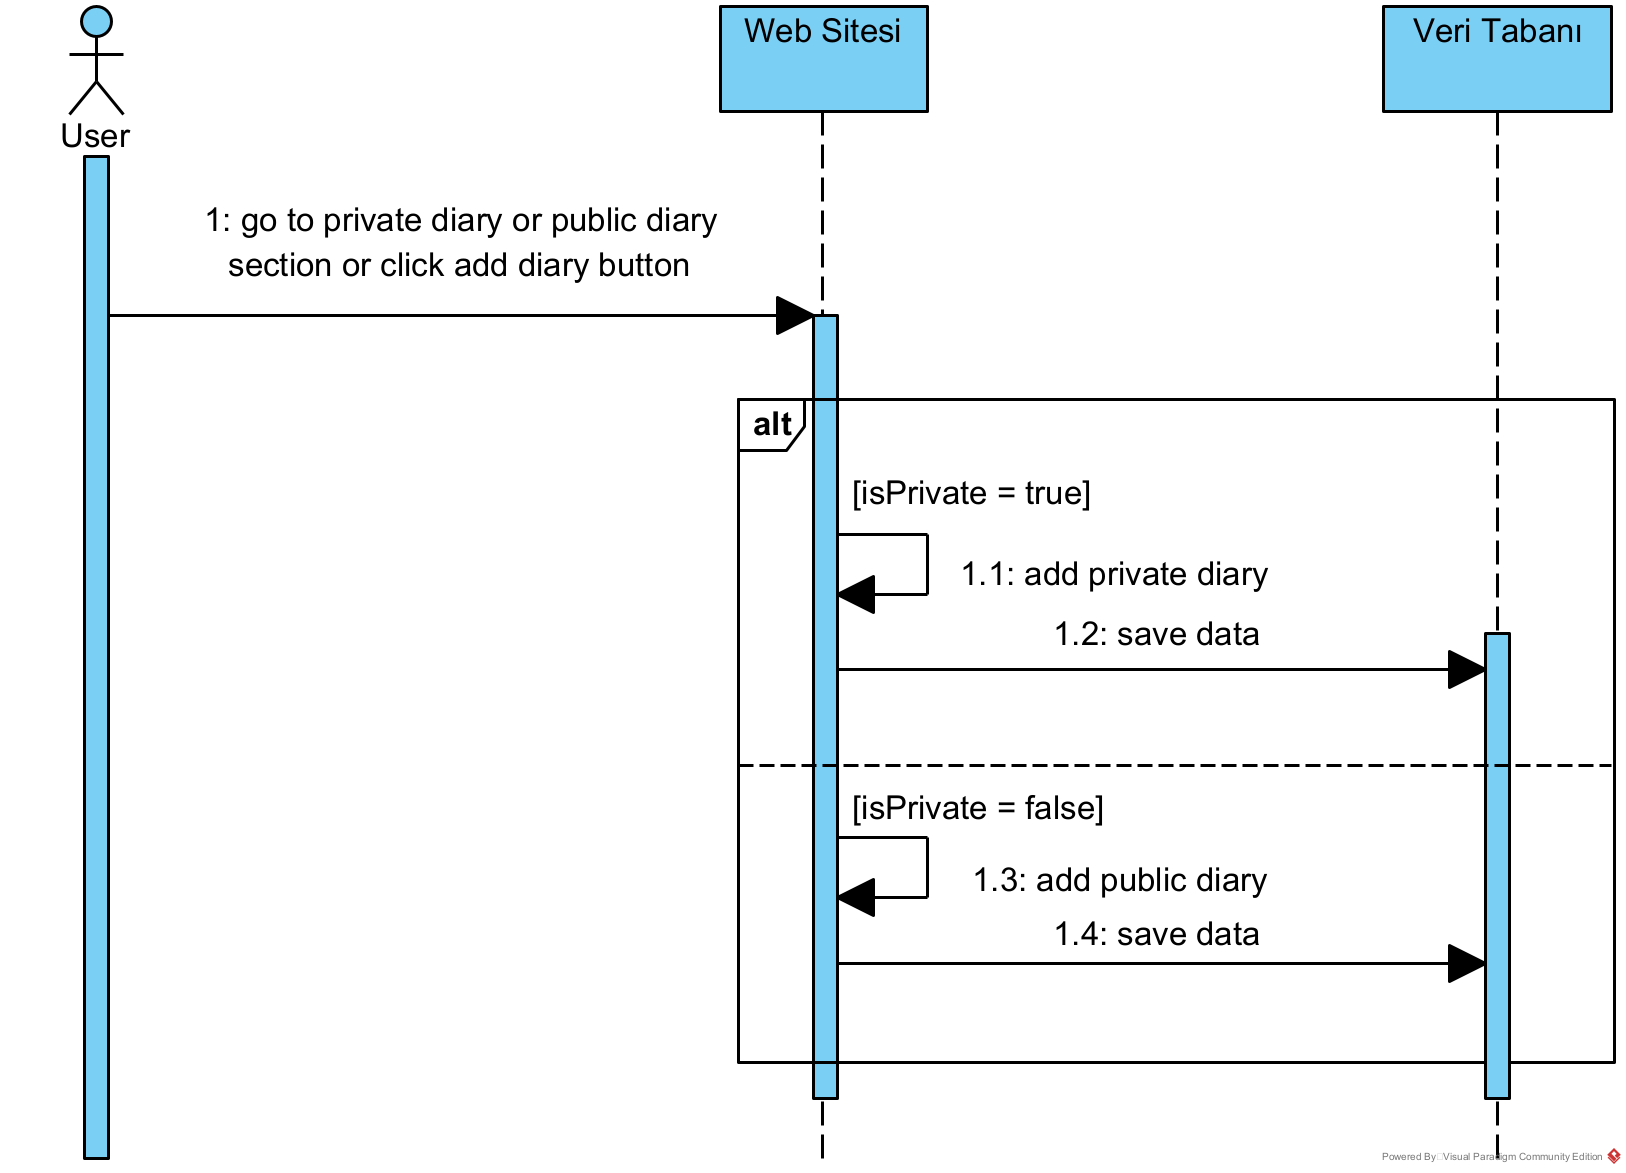 User
Web Sitesi
Veri Tabanı
1: go to private diary or public diary
section or click add diary button
alt
[isPrivate = true]
1.1: add private diary
1.2: save data
[isPrivate = false]
1.3: add public diary
1.4: save data
Powered By Visual Paradigm Community Edition